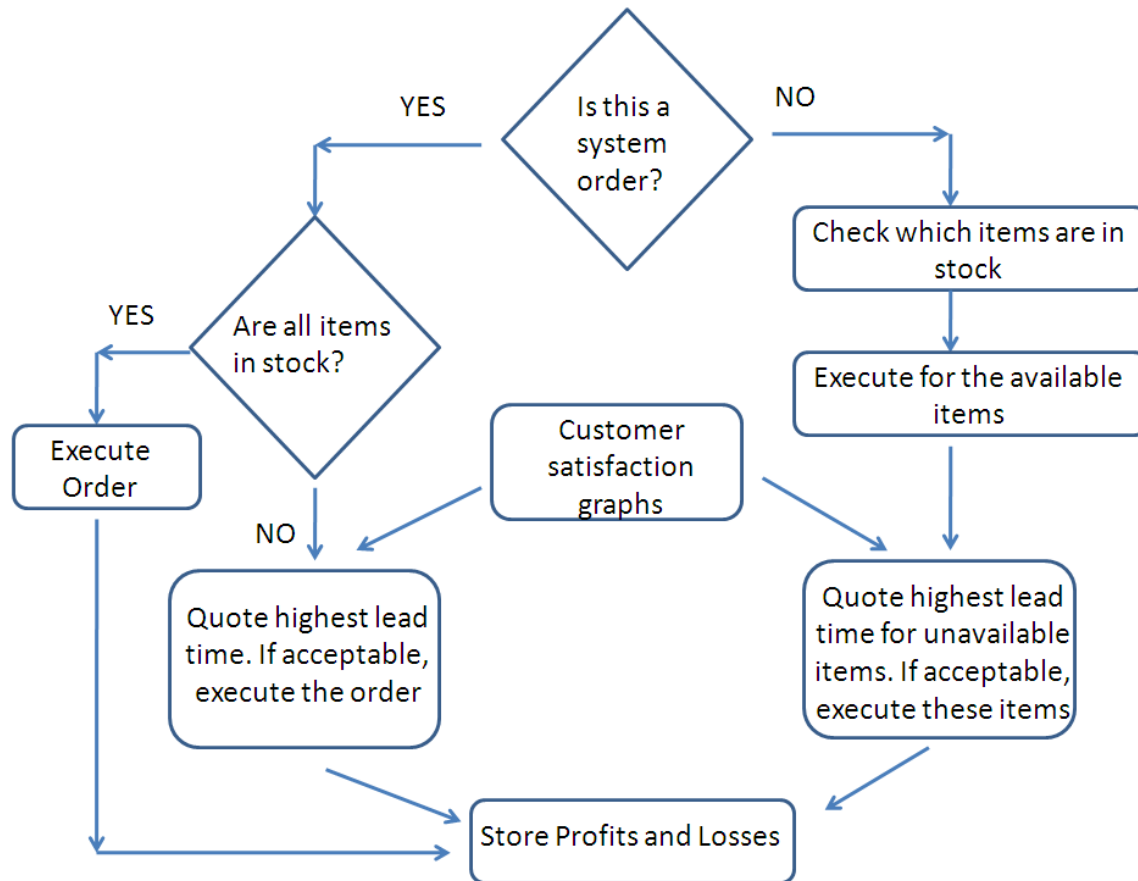 YES
Is this a
system
order?
NO
Check which items are in
stock
YES
Are all items
in stock?
Execute for the available
items
Execute
Order
Customer
satisfaction
graphs
NO
Quote highest lead
time. If acceptable,
execute the order
Quote highest lead
time for unavailable
items. If acceptable,
execute these items
Store Profits and Losses